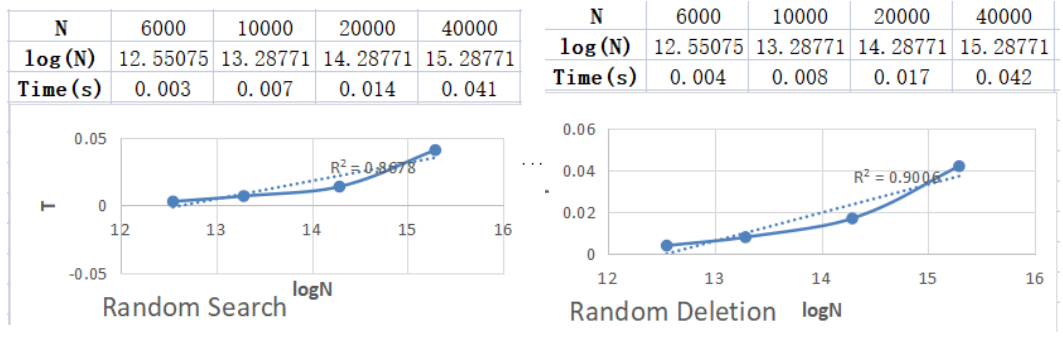 N 6000 10000 20000 40000
log(N) 12.55075 13.28771 14.28771 15.28771
Time(s) 0.003 0.007 0.014 0.041
0.05
R² = 0.8678
T
0
12 13 14 15 16
-0.05
logN
Random Search
...
N 6000 10000 20000 40000
log(N) 12.55075 13.28771 14.28771 15.28771
Time(s) 0.004 0.008 0.017 0.042
0.06
0.04
R² = 0.9006
0.02
0
12 13 14 15 16
Random Deletion logN